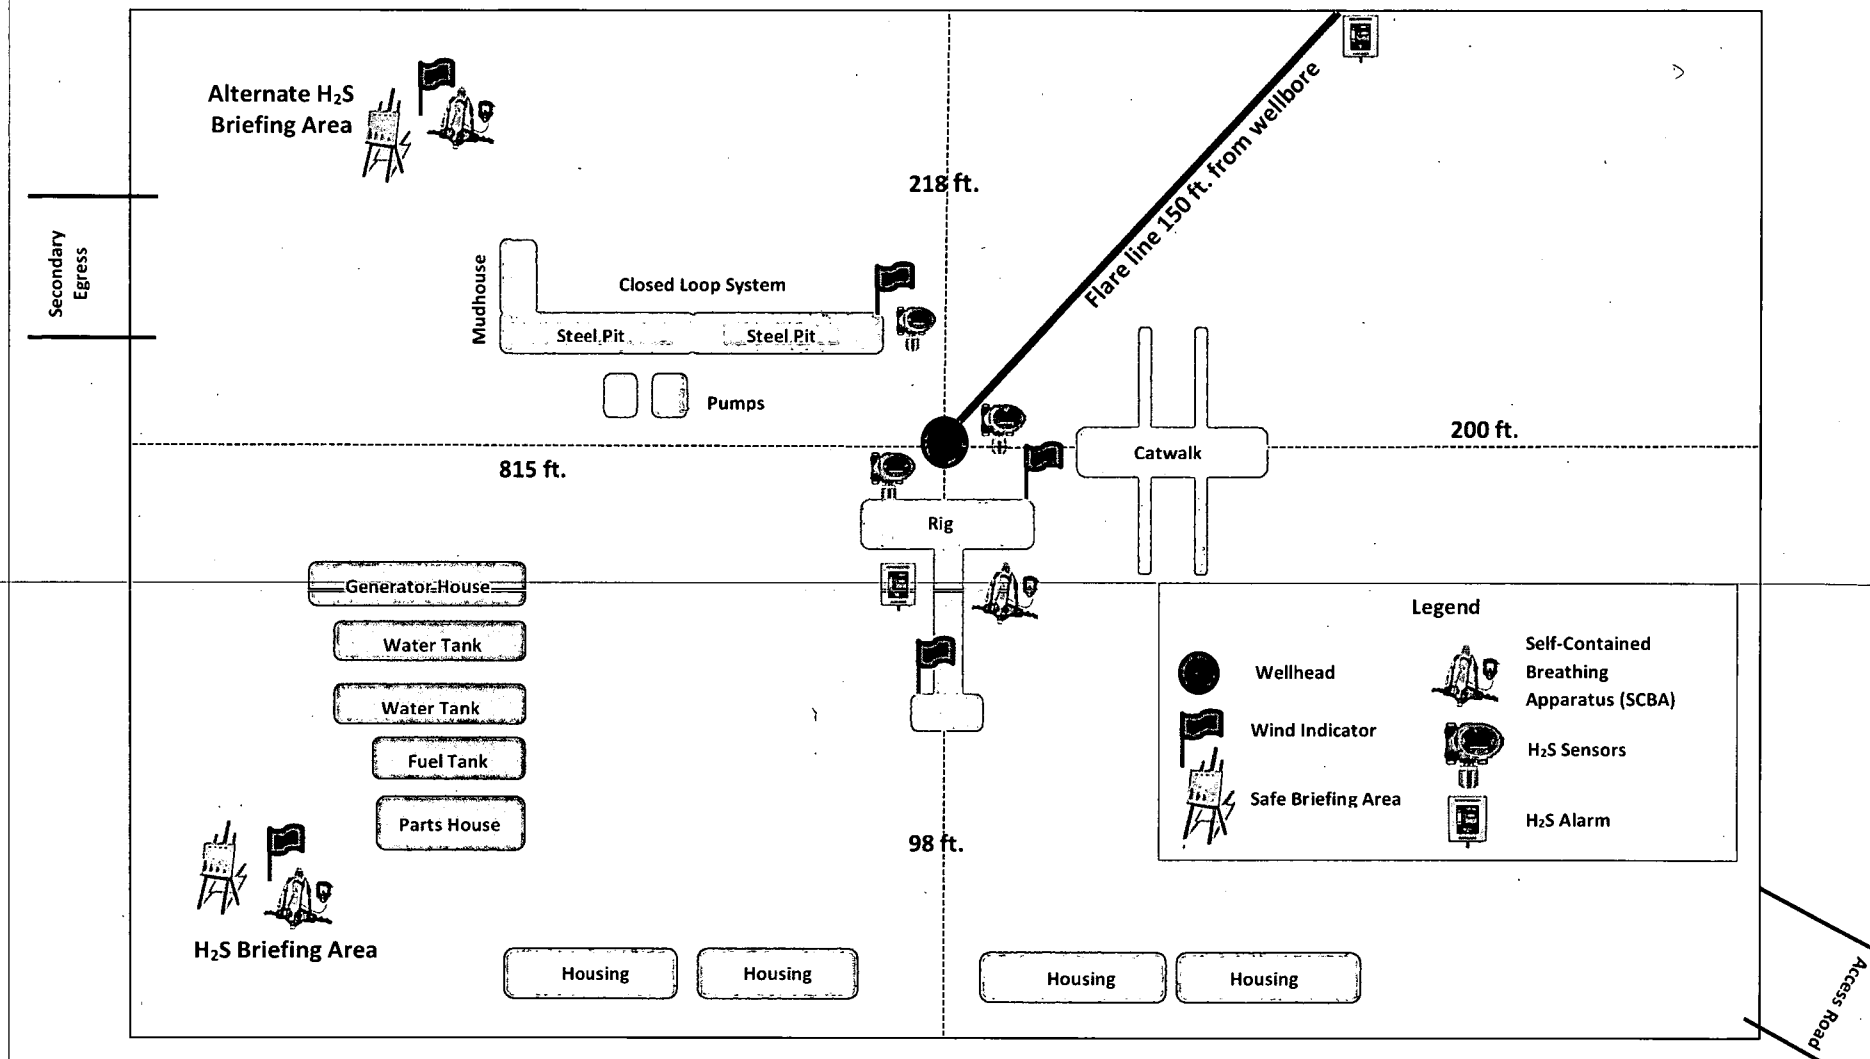 Alternate H₂S
Briefing Area
218 ft.
Flare line 150 ft. from wellbore
Secondary
Egress
Mudhouse
Closed Loop System
Steel Pit
Steel Pit
Pumps
815 ft.
Catwalk
200 ft.
Rig
Generator House
Water Tank
Water Tank
Fuel Tank
Parts House
98 ft.
H₂S Briefing Area
Housing
Housing
Housing
Housing
Legend
Wellhead
Wind Indicator
Safe Briefing Area
Self-Contained
Breathing
Apparatus (SCBA)
H₂S Sensors
H₂S Alarm
Access Road